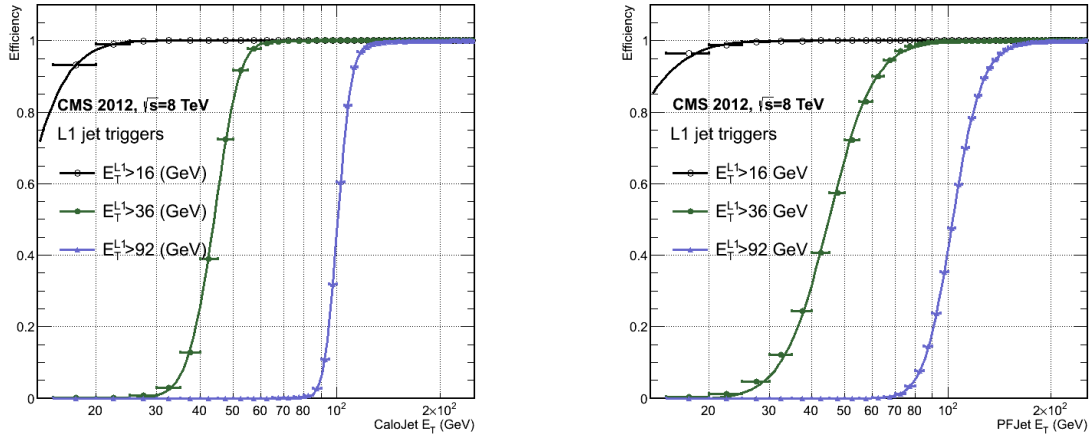 Efficiency
1
0.8
0.6
0.4
0.2
0
CMS 2012, √s=8 TeV
L1 jet triggers
E_T^L1>16 (GeV)
E_T^L1>36 (GeV)
E_T^L1>92 (GeV)
20 30 40 50 60 70 80 10² 2×10²
CaloJet E_T (GeV)
Efficiency
1
0.8
0.6
0.4
0.2
0
CMS 2012, √s=8 TeV
L1 jet triggers
E_T^L1>16 GeV
E_T^L1>36 GeV
E_T^L1>92 GeV
20 30 40 50 60 70 80 10² 2×10²
PFJet E_T (GeV)